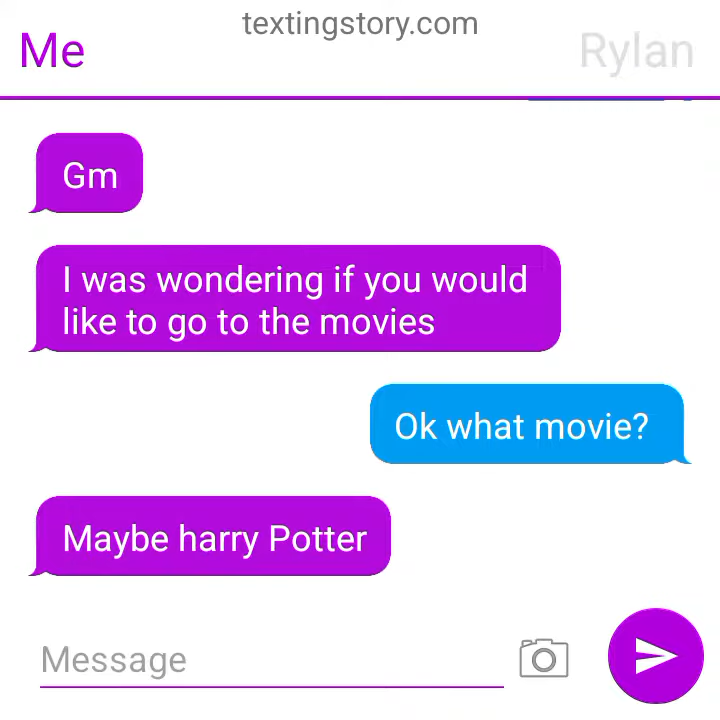 textingstory.com
Me
Rylan
Gm
I was wondering if you would
like to go to the movies
Ok what movie?
Maybe harry Potter
Message